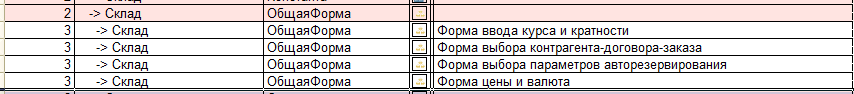 2 -> Склад ОбщаяФорма
3 -> Склад ОбщаяФорма Форма ввода курса и кратности
3 -> Склад ОбщаяФорма Форма выбора контрагента-договора-заказа
3 -> Склад ОбщаяФорма Форма выбора параметров авторезервирования
3 -> Склад ОбщаяФорма Форма цены и валюта